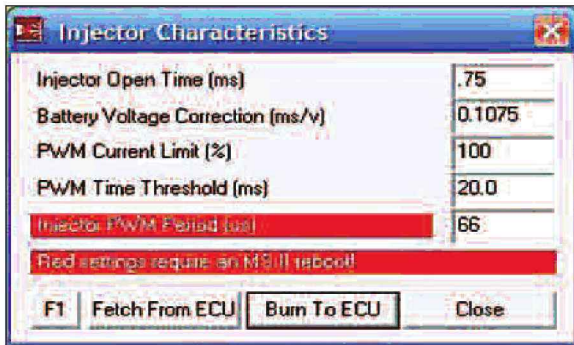 Injector Characteristics
Injector Open Time (ms) .75
Battery Voltage Correction (ms/v) 0.1075
PWM Current Limit (%) 100
PWM Time Threshold (ms) 20.0
Injector PWM Period (us) 66
Red settings require an MS-II reboot!
F1 Fetch From ECU Burn To ECU Close